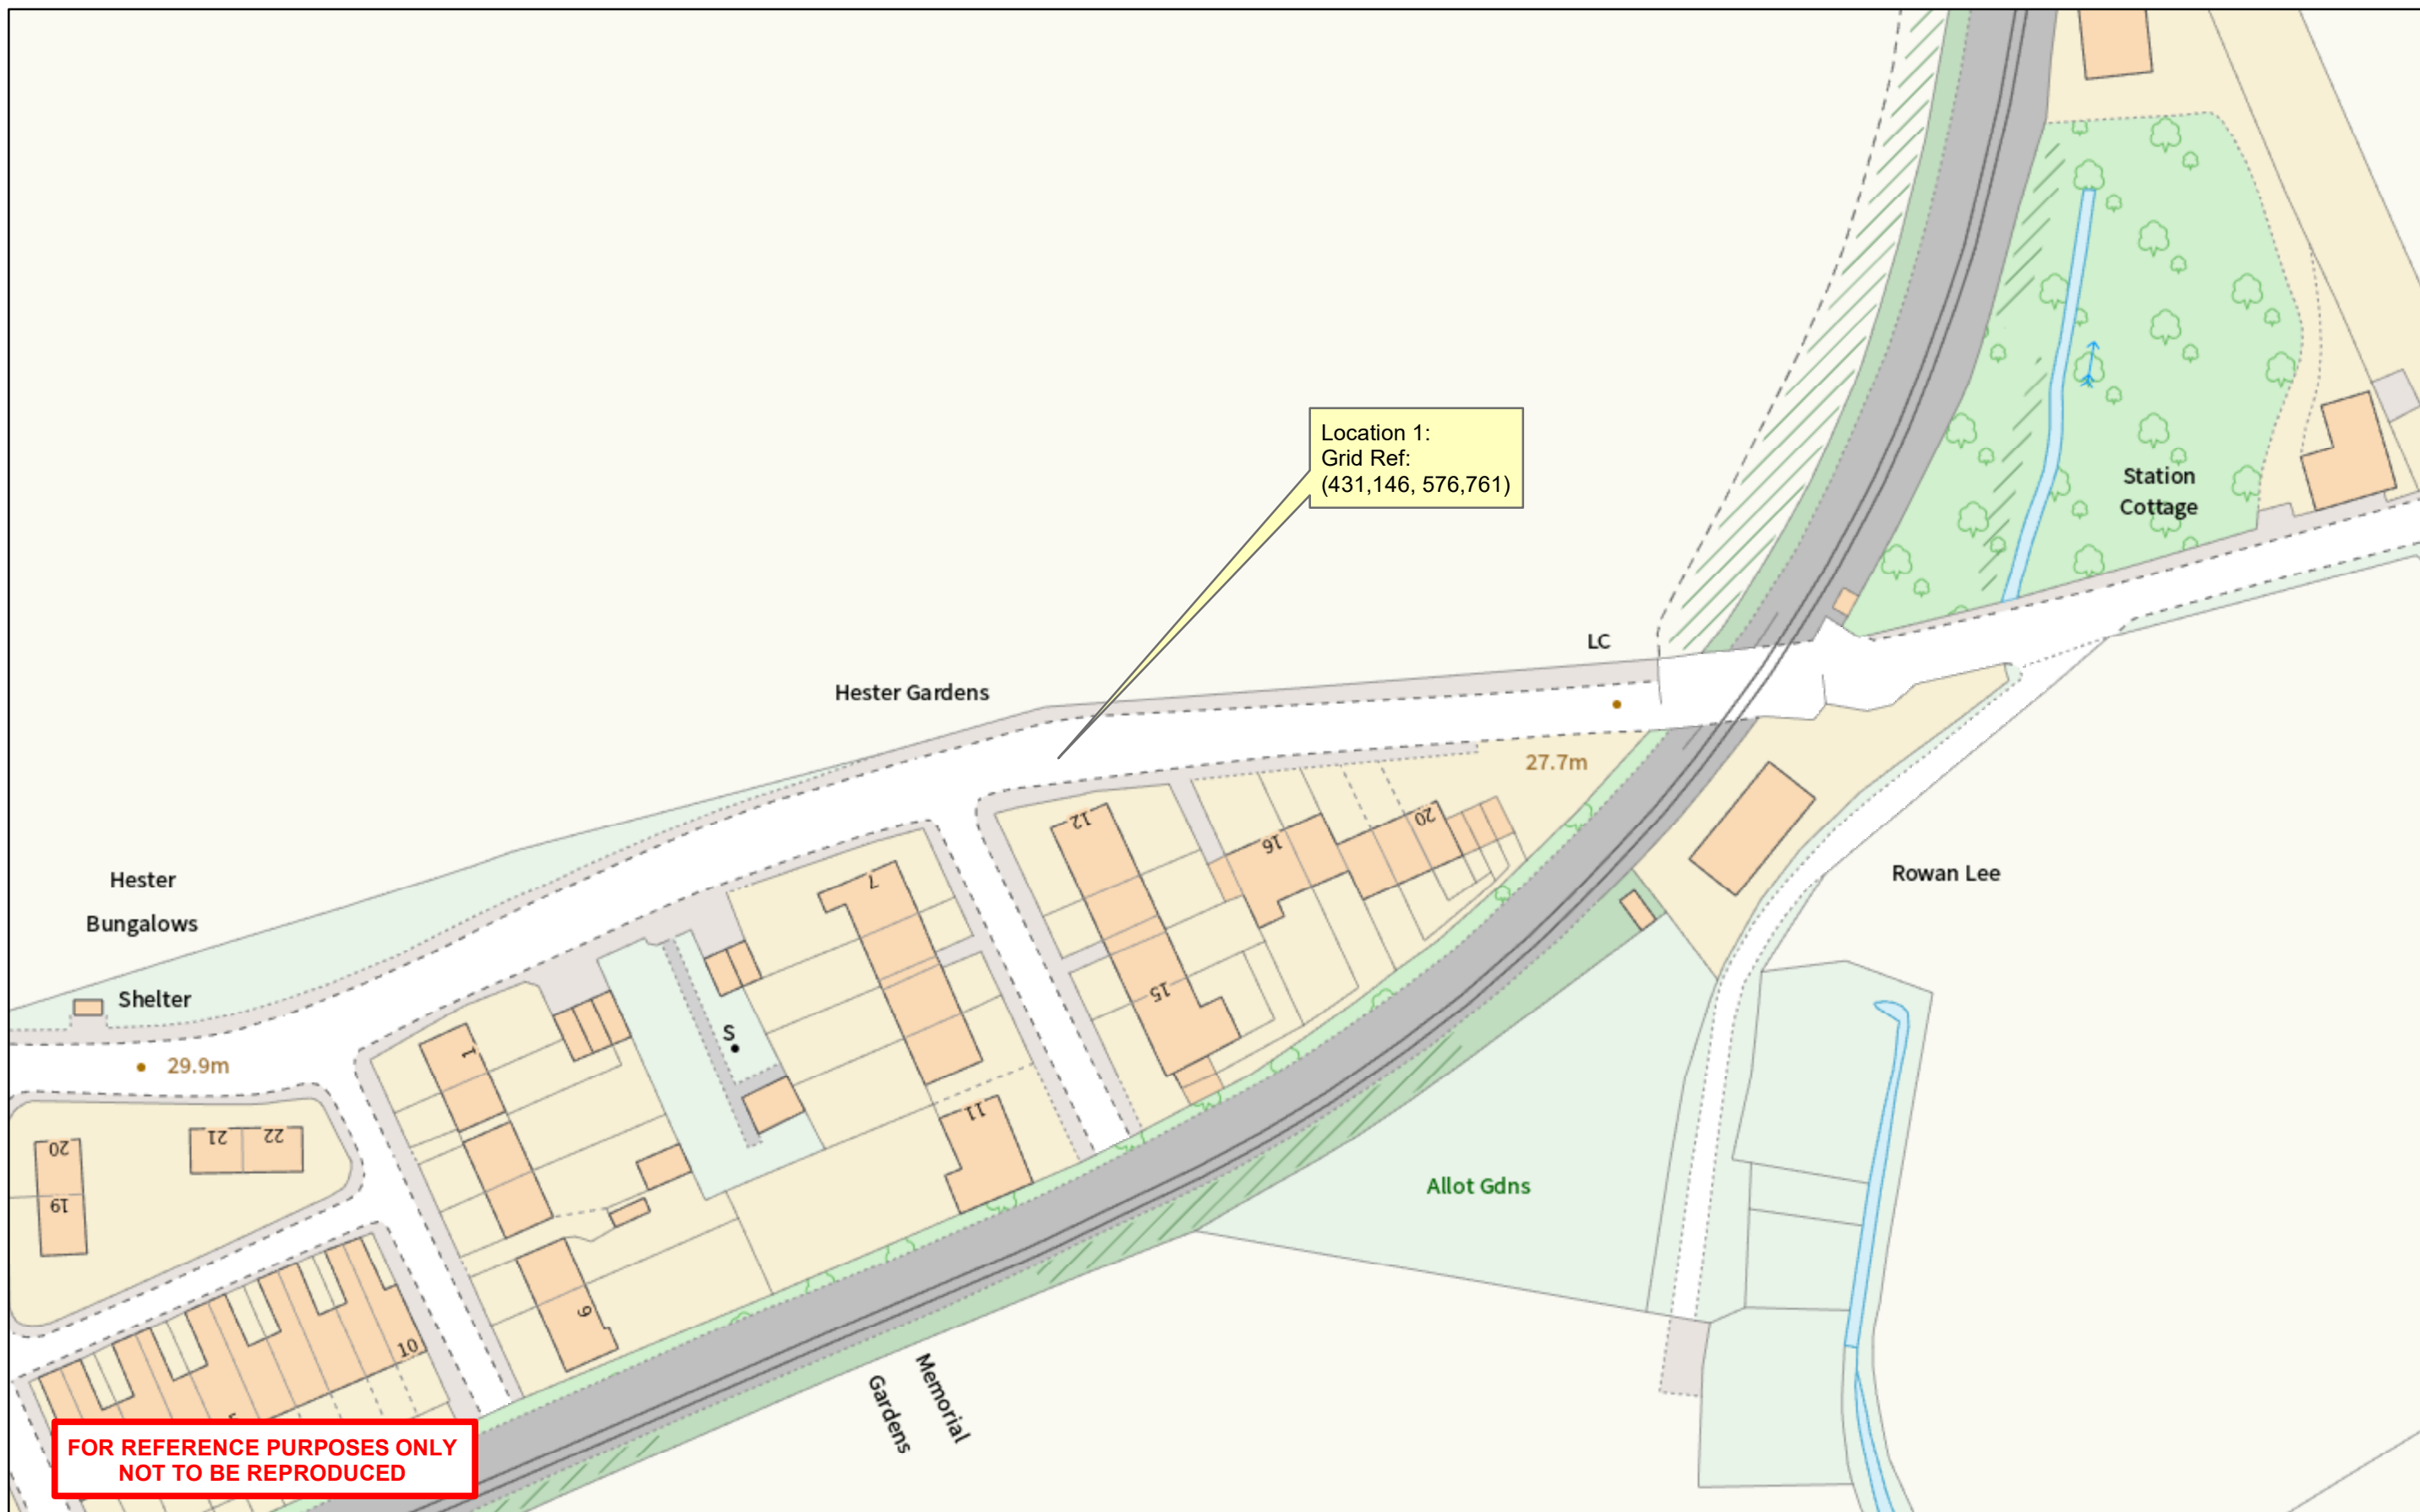 Location 1:
Grid Ref:
(431,146, 576,761)
Station
Cottage
LC
Hester Gardens
27.7m
12
20
16
7
Hester
Bungalows
Rowan Lee
Shelter
15
S
1
29.9m
11
20
21
22
19
Allot Gdns
9
10
Memorial
Gardens
FOR REFERENCE PURPOSES ONLY
NOT TO BE REPRODUCED